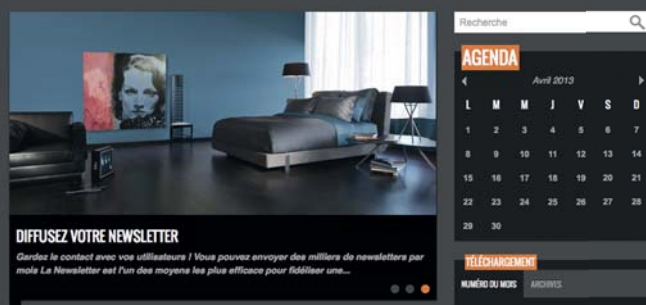 Recherche
AGENDA
Avril 2013
L M M J V S D
1 2 3 4 5 6 7
8 9 10 11 12 13 14
15 16 17 18 19 20 21
22 23 24 25 26 27 28
29 30
DIFFUSEZ VOTRE NEWSLETTER
Gardez le contact avec vos utilisateurs ! Vous pouvez envoyer des milliers de newsletters par
mois La Newsletter est l'un des moyens les plus efficace pour fidéliser une...
TÉLÉCHARGEMENT
NUMÉRO DU MOIS ARCHIVES